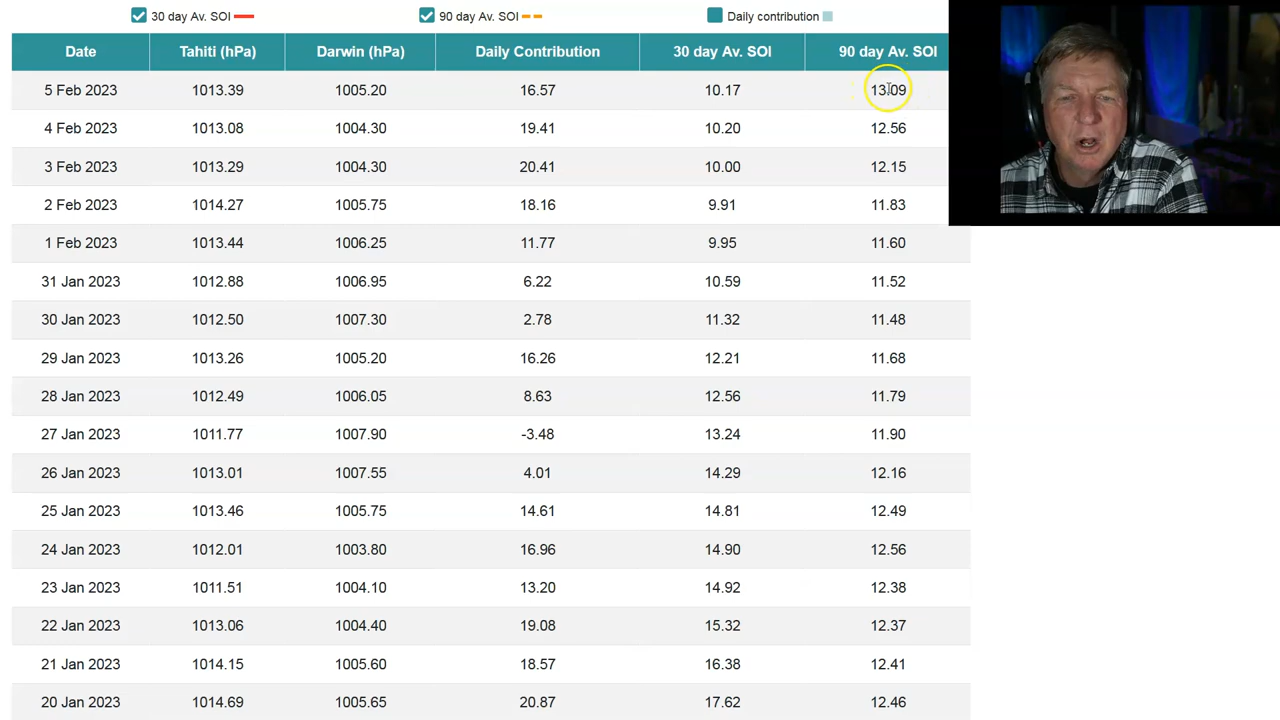 30 day Av. SOI 90 day Av. SOI Daily contribution
Date Tahiti (hPa) Darwin (hPa) Daily Contribution 30 day Av. SOI 90 day Av. SOI
5 Feb 2023 1013.39 1005.20 16.57 10.17 13.09
4 Feb 2023 1013.08 1004.30 19.41 10.20 12.56
3 Feb 2023 1013.29 1004.30 20.41 10.00 12.15
2 Feb 2023 1014.27 1005.75 18.16 9.91 11.83
1 Feb 2023 1013.44 1006.25 11.77 9.95 11.60
31 Jan 2023 1012.88 1006.95 6.22 10.59 11.52
30 Jan 2023 1012.50 1007.30 2.78 11.32 11.48
29 Jan 2023 1013.26 1005.20 16.26 12.21 11.68
28 Jan 2023 1012.49 1006.05 8.63 12.56 11.79
27 Jan 2023 1011.77 1007.90 -3.48 13.24 11.90
26 Jan 2023 1013.01 1007.55 4.01 14.29 12.16
25 Jan 2023 1013.46 1005.75 14.61 14.81 12.49
24 Jan 2023 1012.01 1003.80 16.96 14.90 12.56
23 Jan 2023 1011.51 1004.10 13.20 14.92 12.38
22 Jan 2023 1013.06 1004.40 19.08 15.32 12.37
21 Jan 2023 1014.15 1005.60 18.57 16.38 12.41
20 Jan 2023 1014.69 1005.65 20.87 17.62 12.46